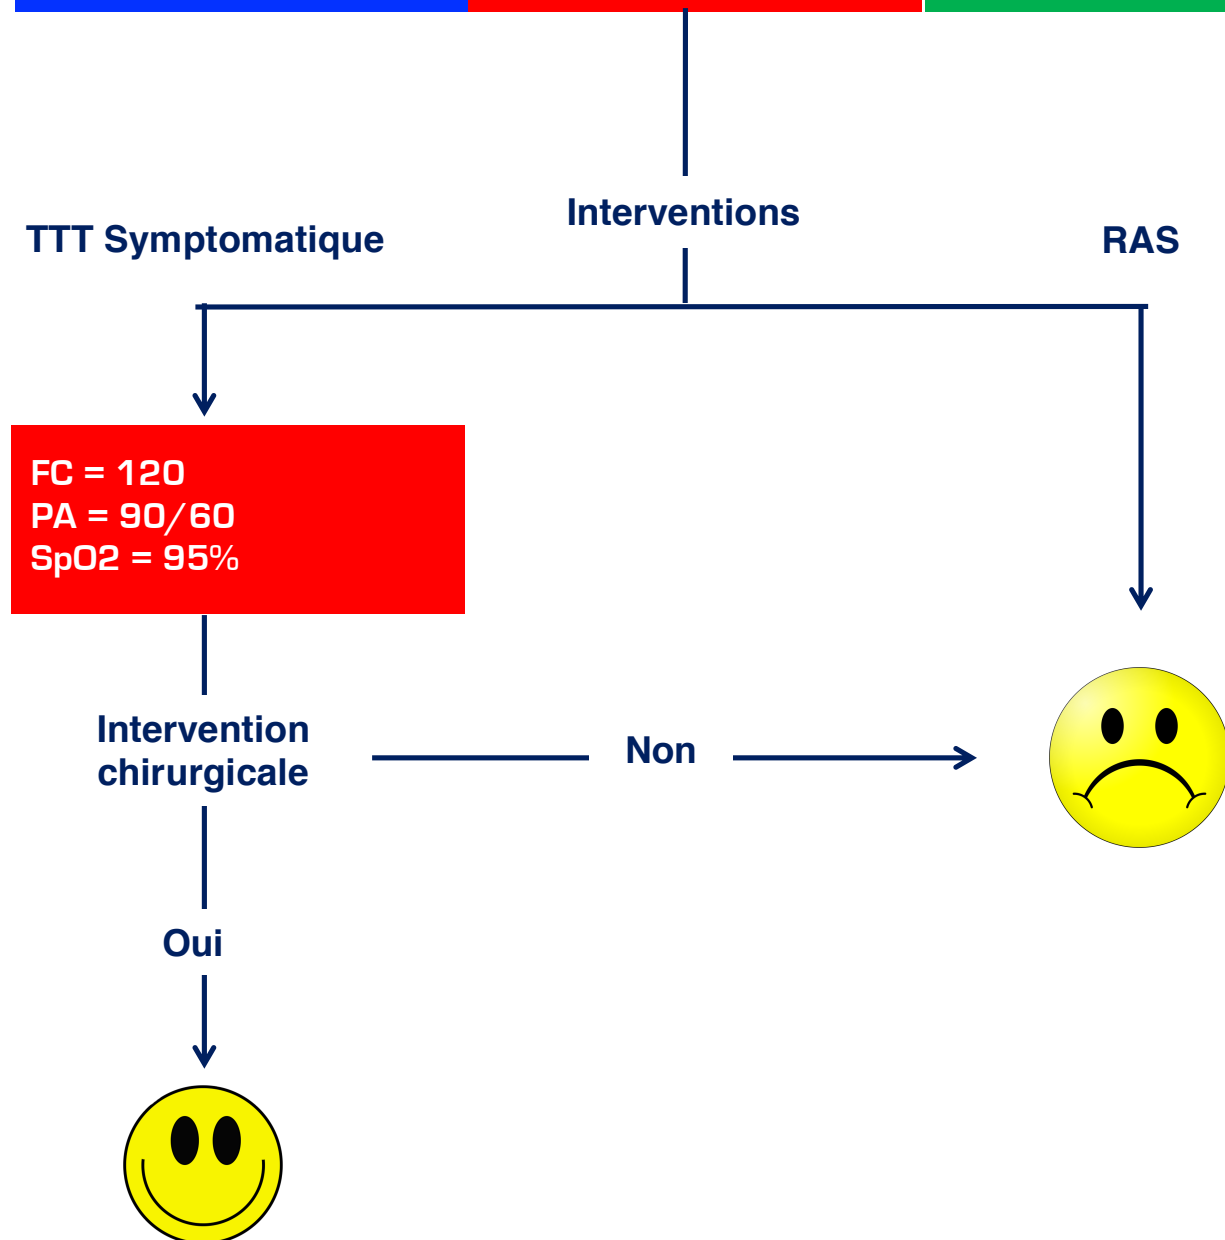 Interventions
TTT Symptomatique
RAS
FC = 120
PA = 90/60
SpO2 = 95%
Intervention
chirurgicale
Non
Oui